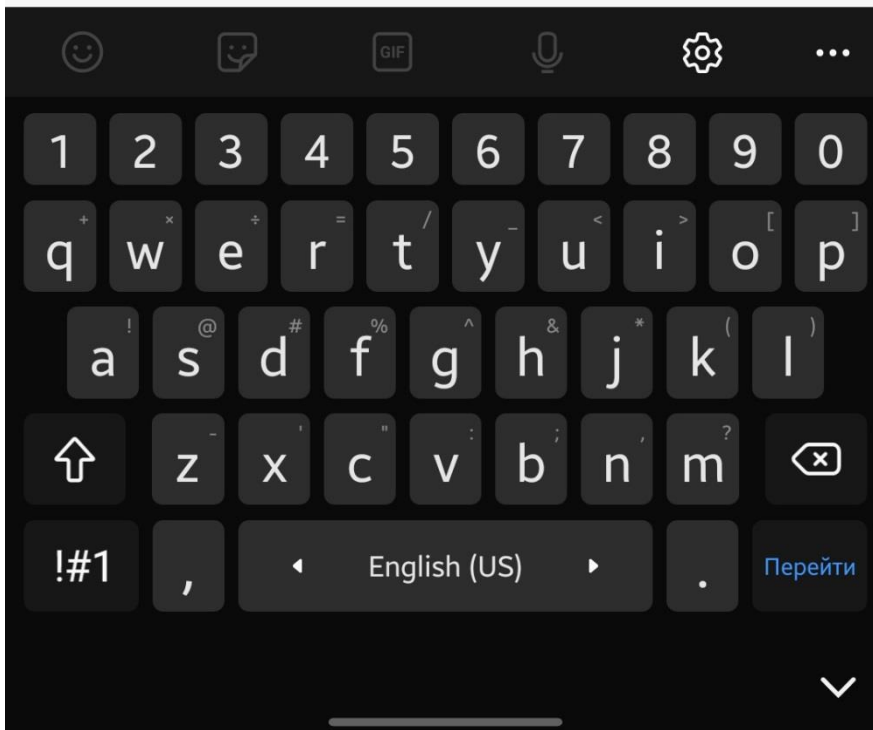 GIF
1 2 3 4 5 6 7 8 9 0
+ × ÷ = / _ < > [ ]
q w e r t y u i o p
! @ # % ^ & * ( )
a s d f g h j k l
- ' " : ; , ?
z x c v b n m
!#1 , English (US) . Перейти